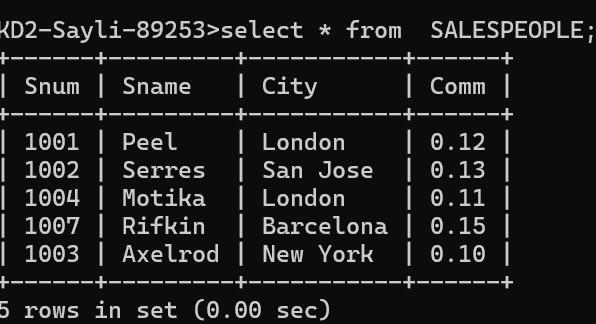 KD2-Sayli-89253>select * from  SALESPEOPLE;
+------+----------+-----------+------+
| Snum | Sname    | City      | Comm |
+------+----------+-----------+------+
| 1001 | Peel     | London    | 0.12 |
| 1002 | Serres   | San Jose  | 0.13 |
| 1004 | Motika   | London    | 0.11 |
| 1007 | Rifkin   | Barcelona | 0.15 |
| 1003 | Axelrod  | New York  | 0.10 |
+------+----------+-----------+------+
5 rows in set (0.00 sec)